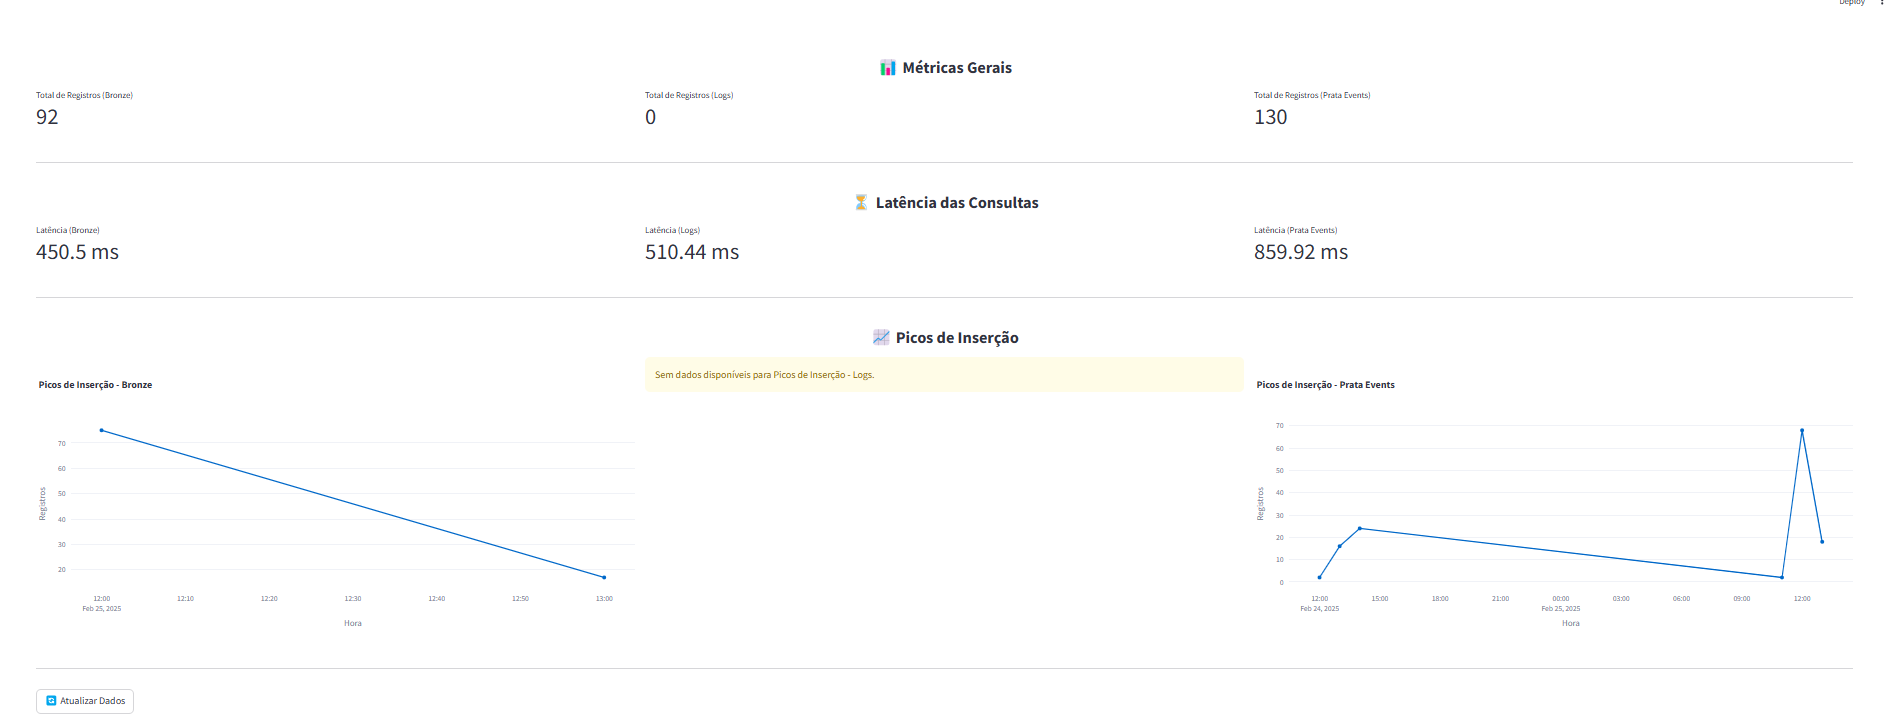 Deploy
Métricas Gerais
Total de Registros (Bronze)
92
Total de Registros (Logs)
0
Total de Registros (Prata Events)
130
Latência das Consultas
Latência (Bronze)
450.5 ms
Latência (Logs)
510.44 ms
Latência (Prata Events)
859.92 ms
Picos de Inserção
Picos de Inserção - Bronze
70
60
50
40
30
20
Registros
12:00
Feb 25, 2025
12:10
12:20
12:30
12:40
12:50
13:00
Hora
Sem dados disponíveis para Picos de Inserção - Logs.
Picos de Inserção - Prata Events
70
60
50
40
30
20
10
0
Registros
12:00
Feb 24, 2025
15:00
18:00
21:00
00:00
Feb 25, 2025
03:00
06:00
09:00
12:00
Hora
Atualizar Dados